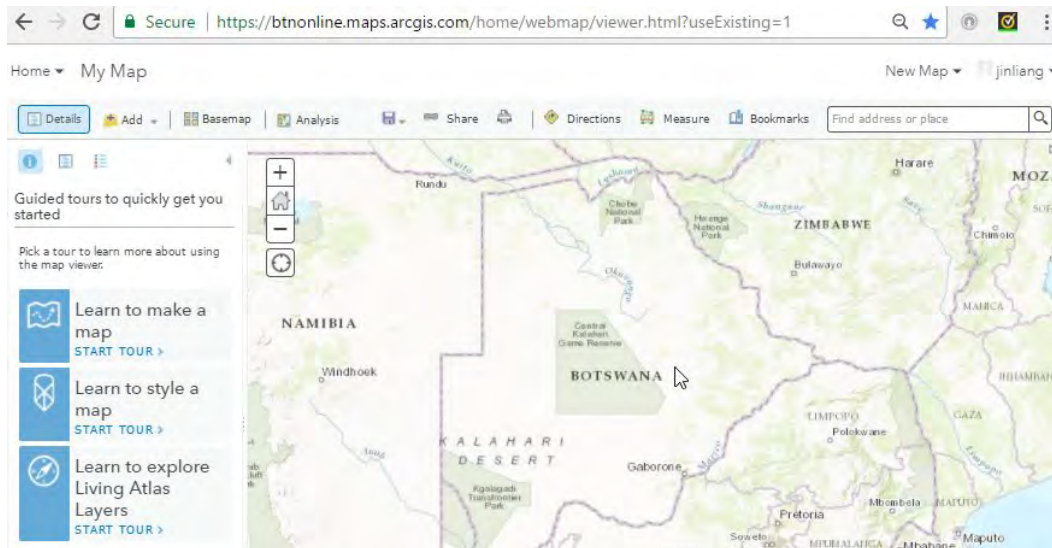 Secure https://btnonline.maps.arcgis.com/home/webmap/viewer.html?useExisting=1
Home My Map New Map jinliang
Details Add Basemap Analysis Share Directions Measure Bookmarks Find address or place
Guided tours to quickly get you
started
Pick a tour to learn more about using
the map viewer.
Learn to make a
map
START TOUR >
Learn to style a
map
START TOUR >
Learn to explore
Living Atlas
Layers
START TOUR >
Rundu
Harare
MOZ
Chobe
National
Park
Hwange
National
Park
ZIMBABWE
Chimoio
Bulawayo
Okavango
MANICA
NAMIBIA
Central
Kalahari
Game Reserve
Windhoek
BOTSWANA
INHAMBAN
LIMPOPO
Polokwane
GAZA
Limpopo
KALAHARI
DESERT
Gaborone
Kgalagadi
Transfrontier
Park
Mbombela
MAPUTO
Pretoria
Soweto
MPUMALANGA
Mbabane
Maputo